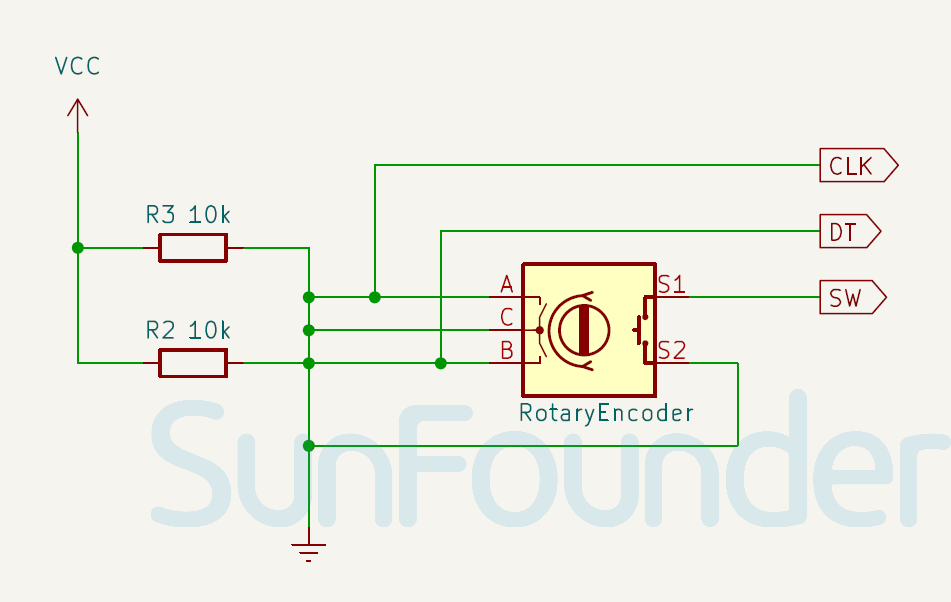 VCC
CLK
R3 10k
DT
A
S1
SW
C
R2 10k
B
S2
RotaryEncoder
SunFounder